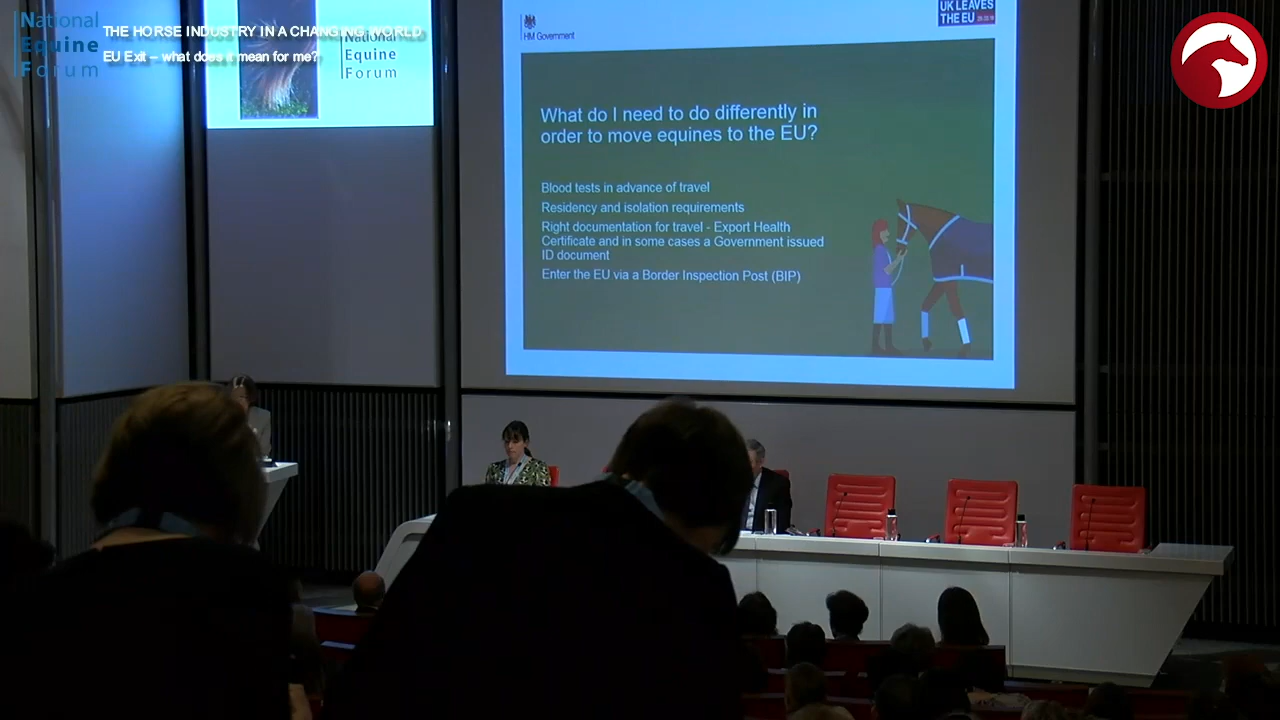 National
Equine
Forum
THE HORSE INDUSTRY IN A CHANGING WORLD
EU Exit – what does it mean for me?
National
Equine
Forum
HM Government
UK LEAVES
THE EU
What do I need to do differently in
order to move equines to the EU?
Blood tests in advance of travel
Residency and isolation requirements
Right documentation for travel - Export Health
Certificate and in some cases a Government issued
ID document
Enter the EU via a Border Inspection Post (BIP)